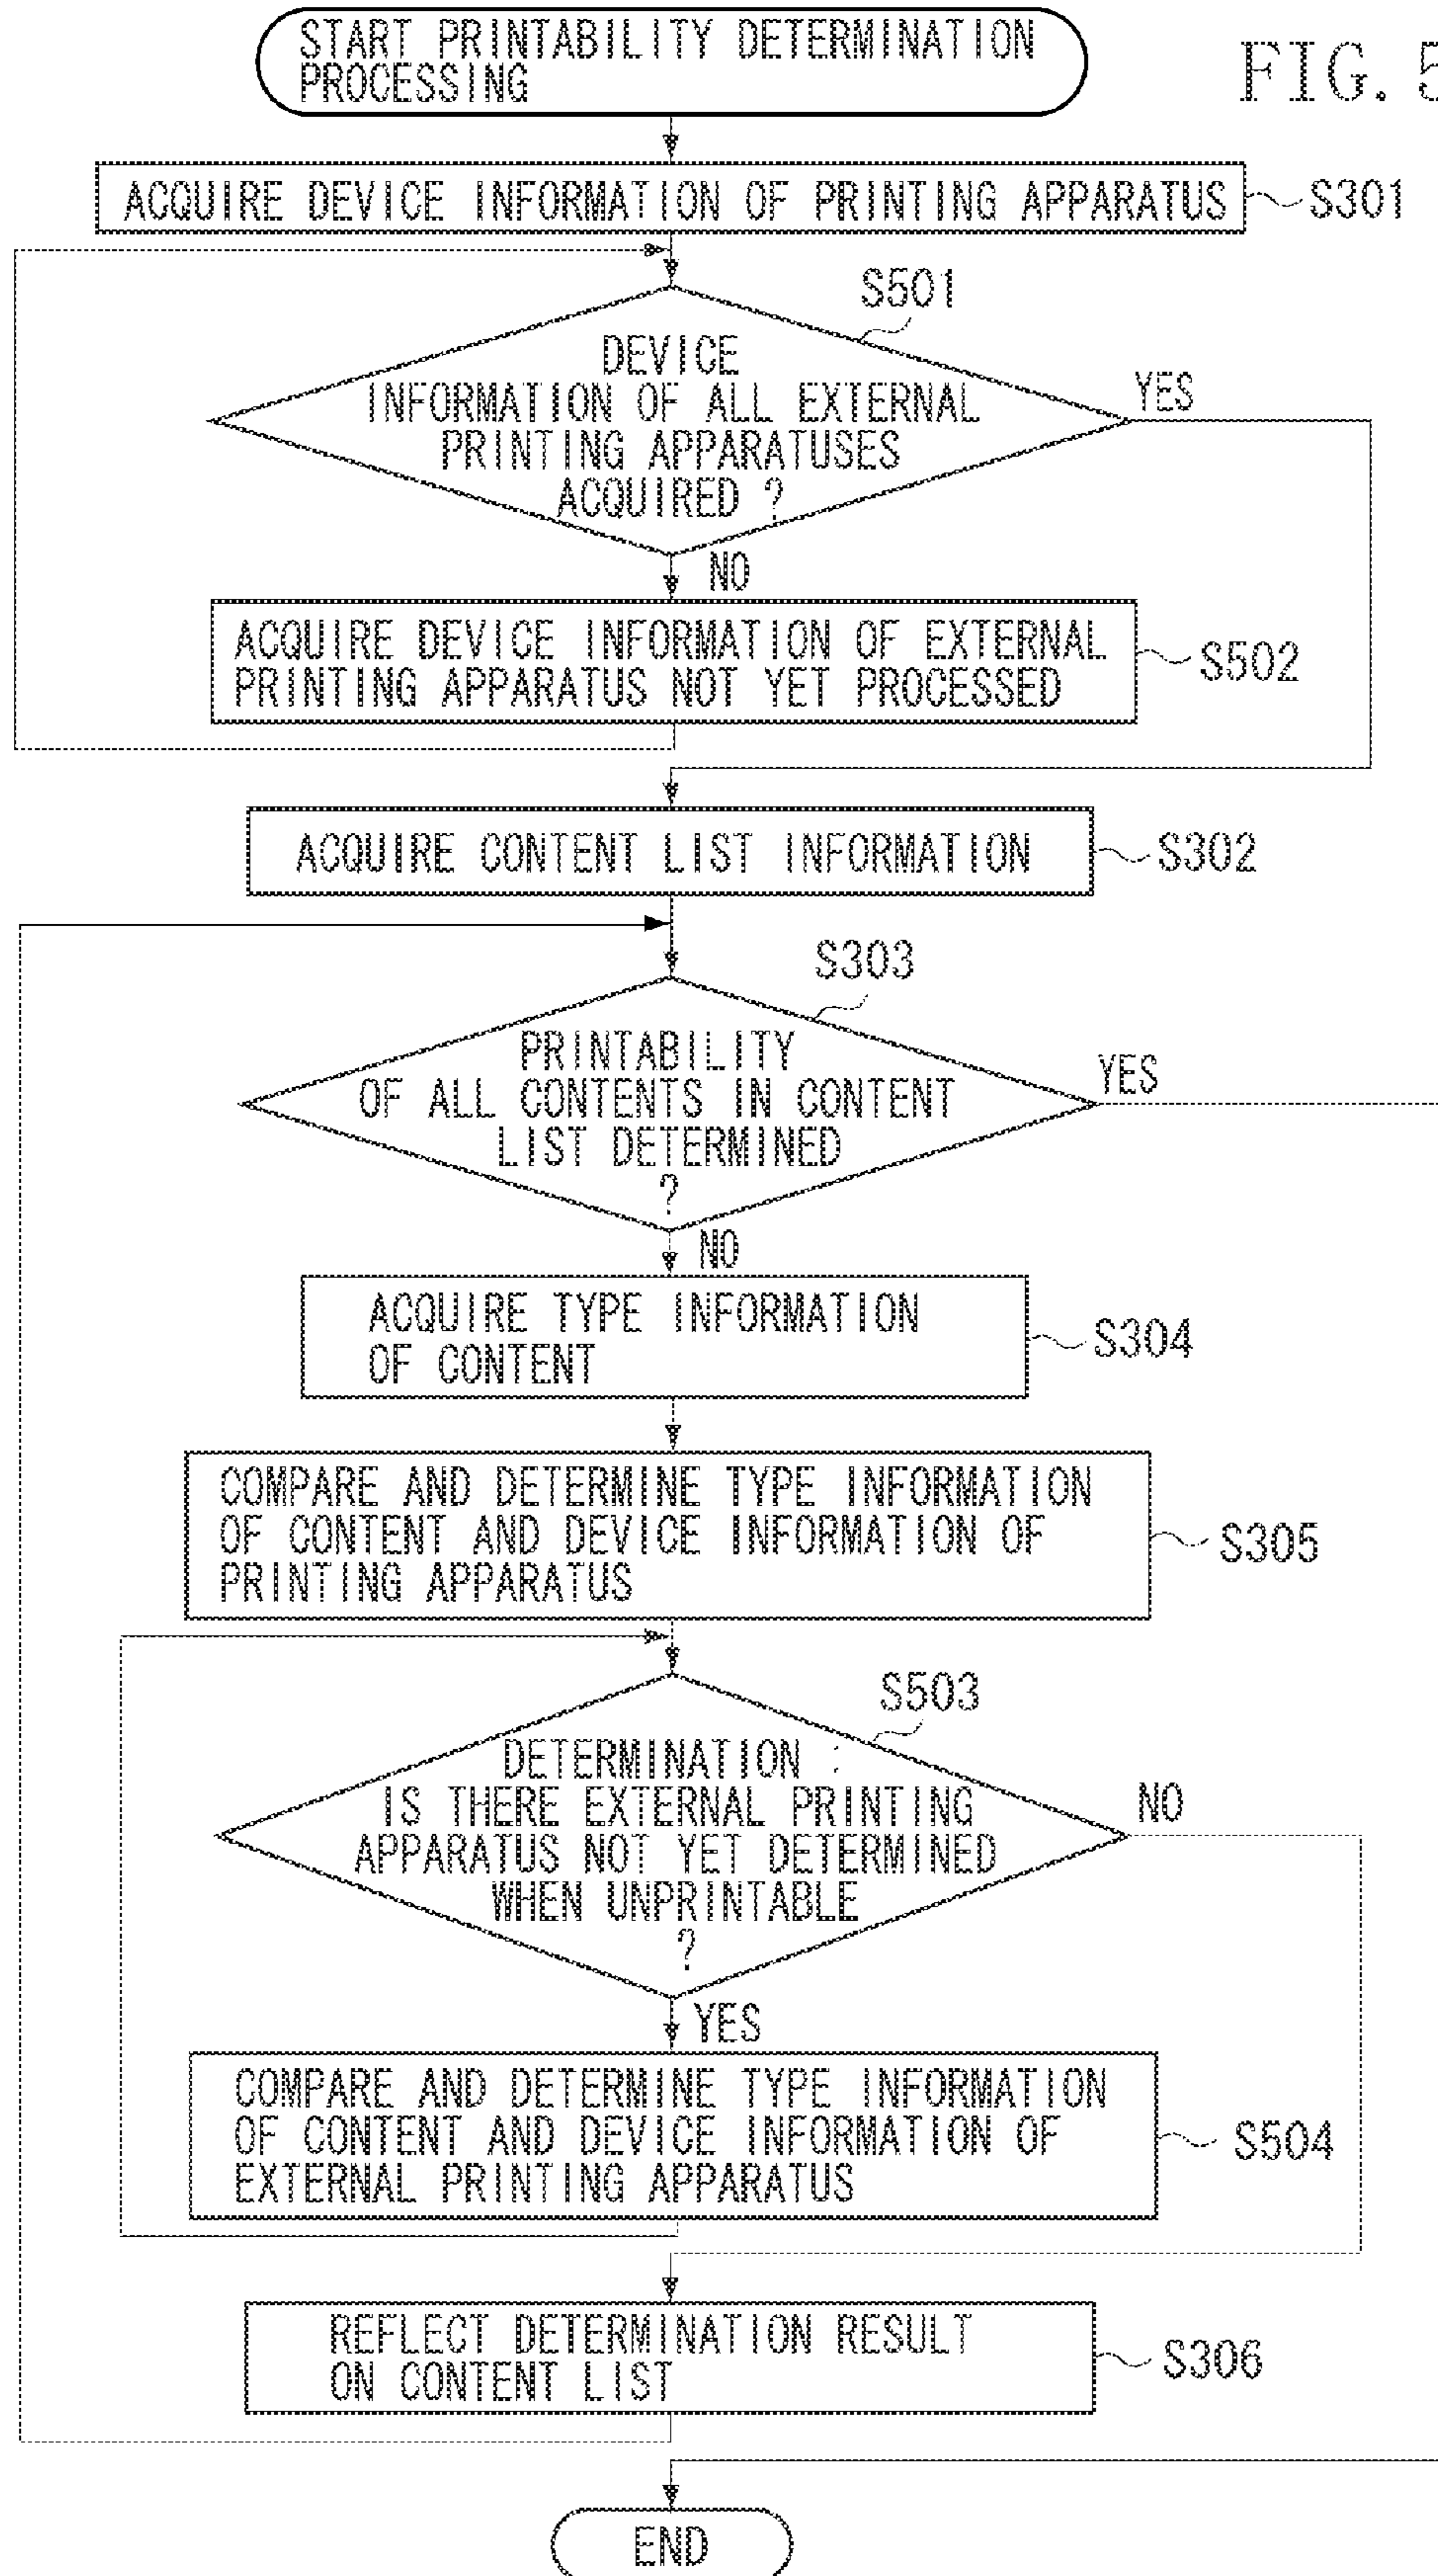 START PRINTABILITY DETERMINATION
PROCESSING
FIG. 5
ACQUIRE DEVICE INFORMATION OF PRINTING APPARATUS
S301
S501
DEVICE
INFORMATION OF ALL EXTERNAL
PRINTING APPARATUSES
ACQUIRED ?
YES
NO
ACQUIRE DEVICE INFORMATION OF EXTERNAL
PRINTING APPARATUS NOT YET PROCESSED
S502
ACQUIRE CONTENT LIST INFORMATION
S302
S303
PRINTABILITY
OF ALL CONTENTS IN CONTENT
LIST DETERMINED
?
YES
NO
ACQUIRE TYPE INFORMATION
OF CONTENT
S304
COMPARE AND DETERMINE TYPE INFORMATION
OF CONTENT AND DEVICE INFORMATION OF
PRINTING APPARATUS
S305
S503
DETERMINATION :
IS THERE EXTERNAL PRINTING
APPARATUS NOT YET DETERMINED
WHEN UNPRINTABLE
?
NO
YES
COMPARE AND DETERMINE TYPE INFORMATION
OF CONTENT AND DEVICE INFORMATION OF
EXTERNAL PRINTING APPARATUS
S504
REFLECT DETERMINATION RESULT
ON CONTENT LIST
S306
END